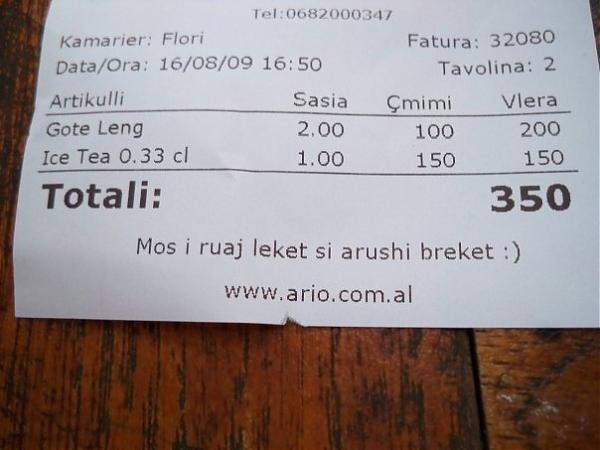 Tel:0682000347
Kamarier: Flori Fatura: 32080
Data/Ora: 16/08/09 16:50 Tavolina: 2
Artikulli Sasia Çmimi Vlera
Gote Leng 2.00 100 200
Ice Tea 0.33 cl 1.00 150 150
Totali: 350
Mos i ruaj leket si arushi breket :)
www.ario.com.al